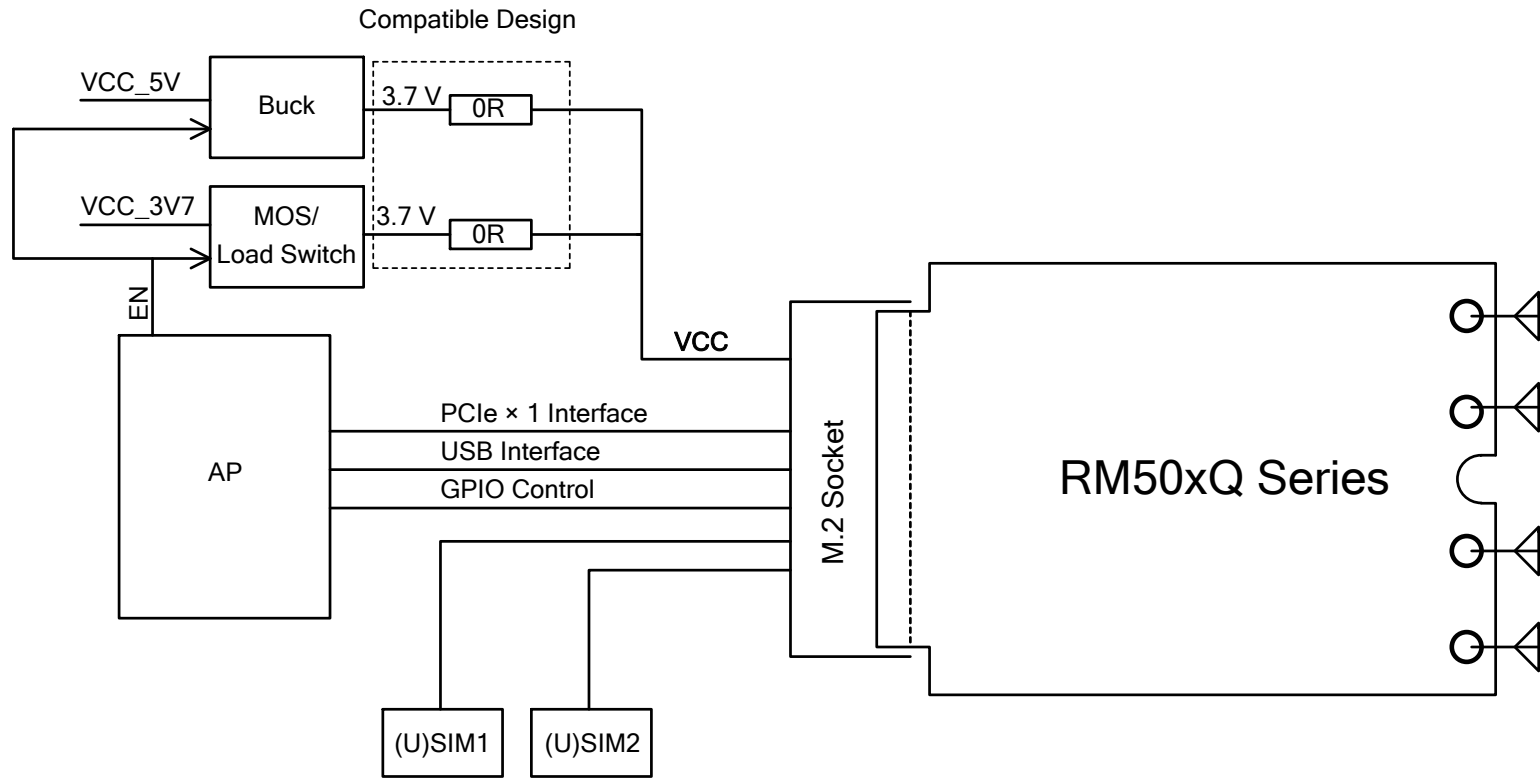 Compatible Design
VCC_5V
Buck
3.7 V
0R
VCC_3V7
MOS/
Load Switch
3.7 V
0R
EN
VCC
AP
PCIe × 1 Interface
USB Interface
GPIO Control
M.2 Socket
RM50xQ Series
(U)SIM1
(U)SIM2